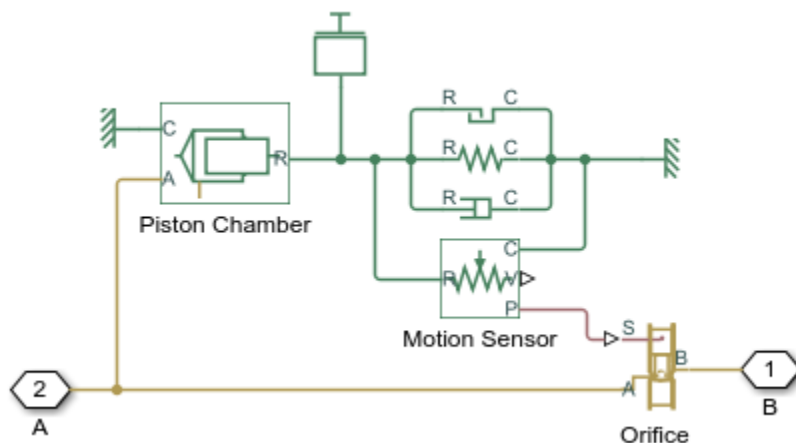 R C
C
R
R C
A
R C
Piston Chamber
C
R V
P
Motion Sensor
S
B
A
2
1
A
B
Orifice